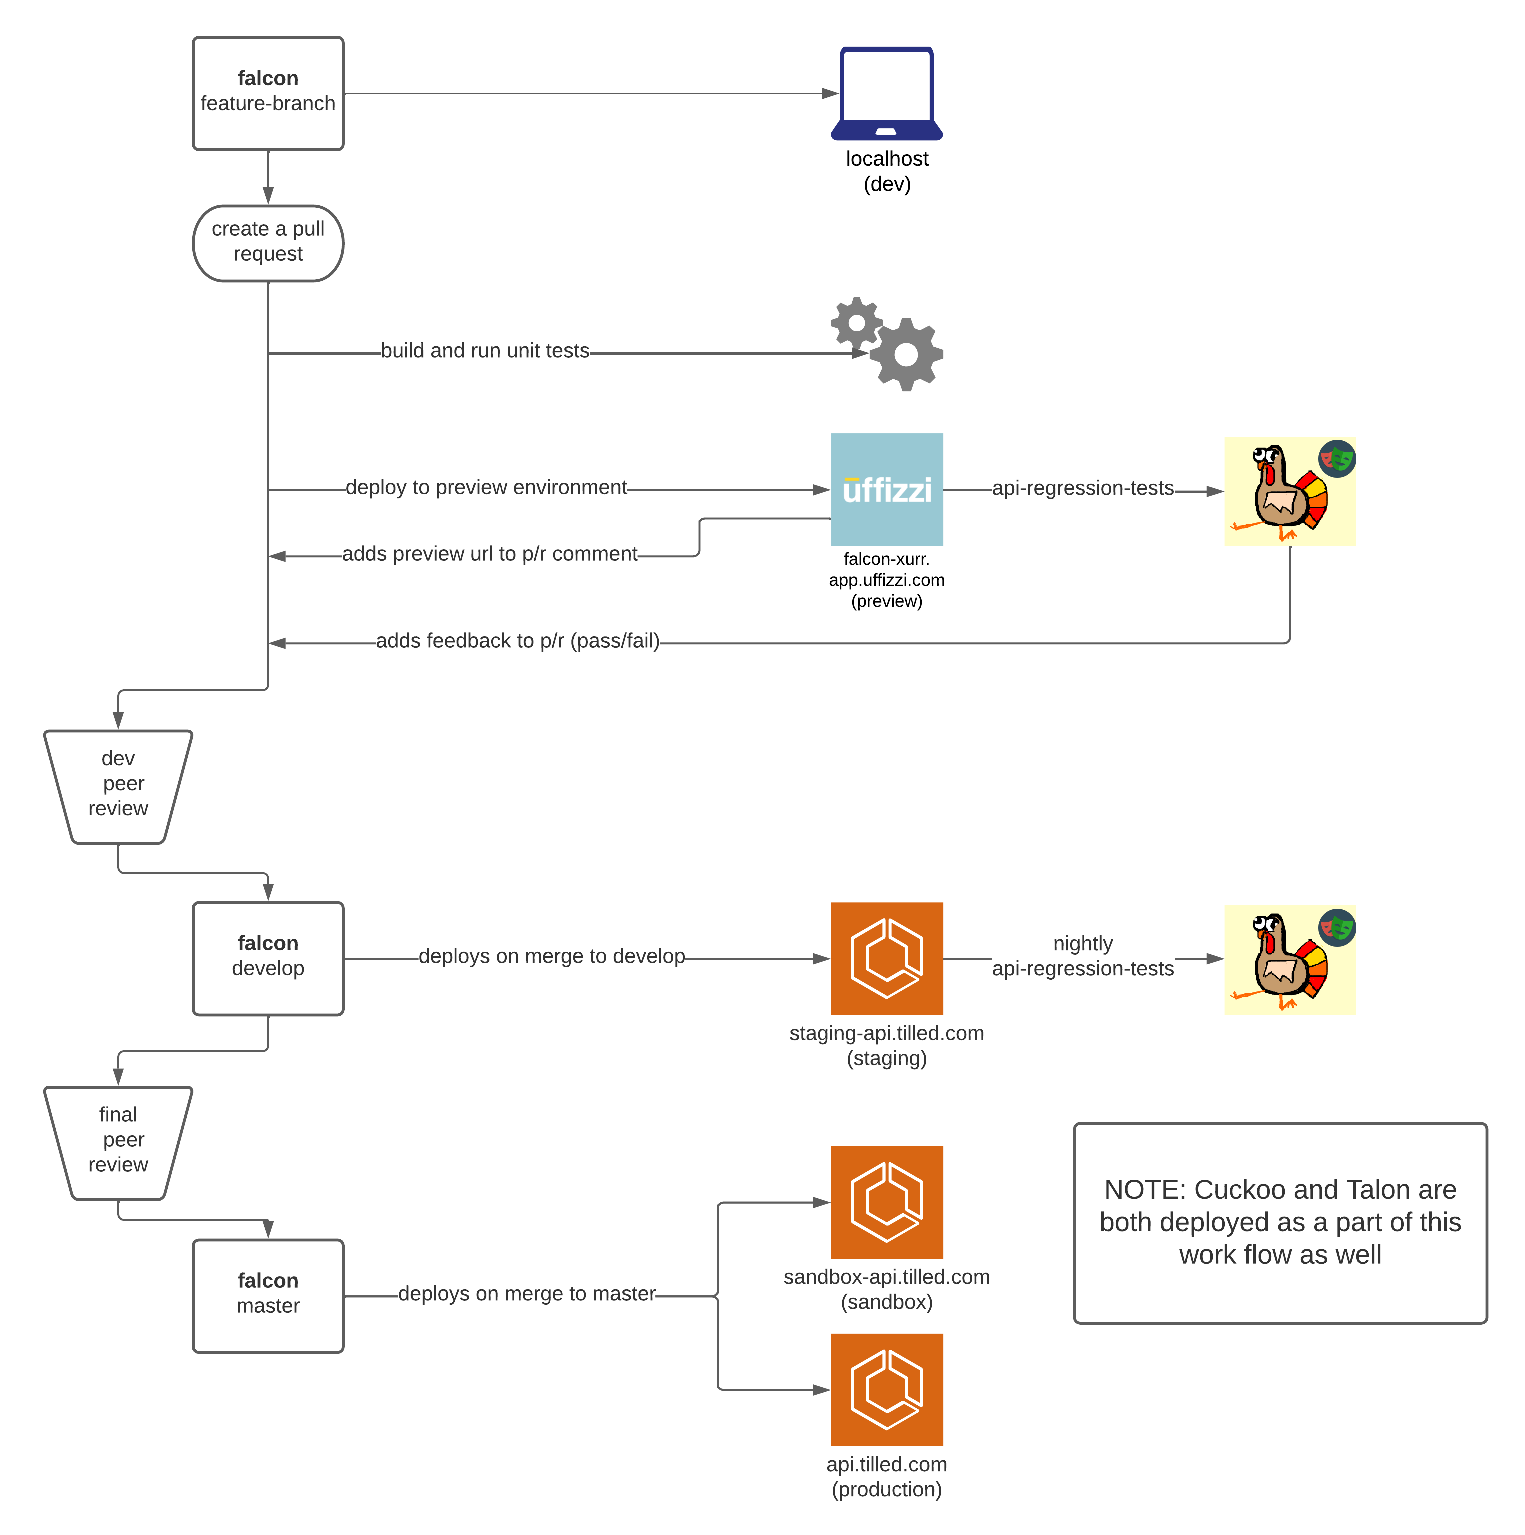 falcon
feature-branch
localhost
(dev)
create a pull
request
build and run unit tests
deploy to preview environment
uffizzi
api-regression-tests
adds preview url to p/r comment
falcon-xurr.
app.uffizzi.com
(preview)
adds feedback to p/r (pass/fail)
dev
peer
review
falcon
develop
deploys on merge to develop
nightly
api-regression-tests
staging-api.tilled.com
(staging)
final
peer
review
NOTE: Cuckoo and Talon are
both deployed as a part of this
work flow as well
falcon
master
deploys on merge to master
sandbox-api.tilled.com
(sandbox)
api.tilled.com
(production)